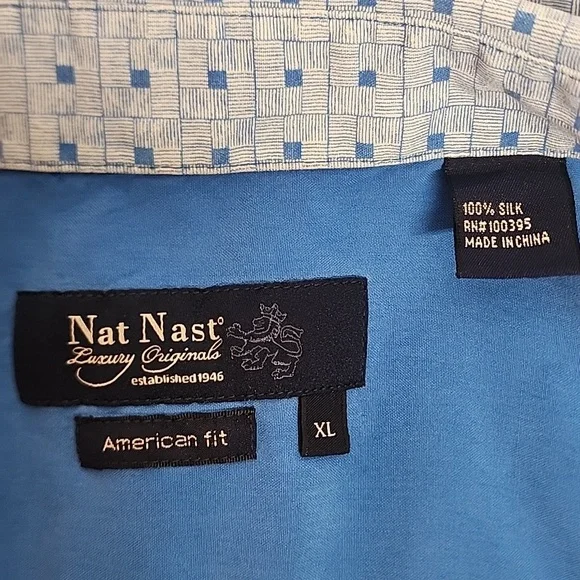 100% SILK
RN#100395
MADE IN CHINA
Nat Nast
Luxury Originals
established 1946
American fit
XL